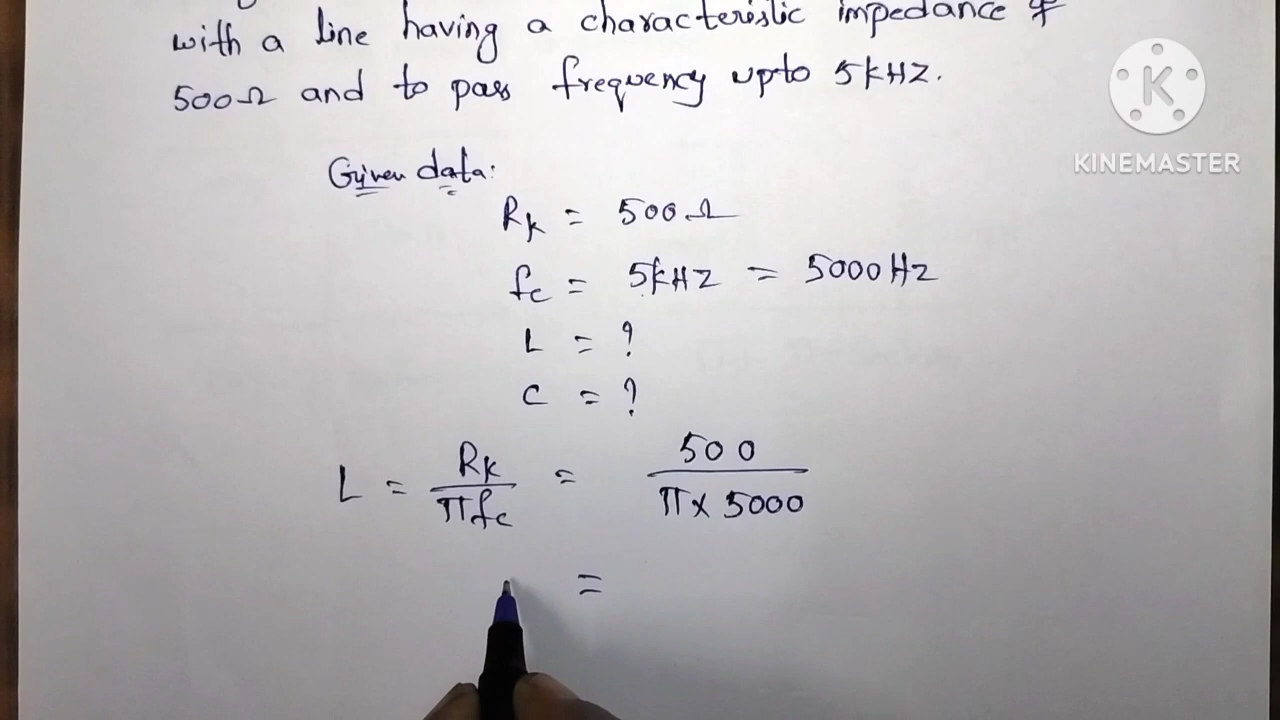 with a line having a characteristic impedance of
500Ω and to pass frequency upto 5kHZ.
K
KINEMASTER
Given data:
Rk = 500Ω
fc = 5kHZ = 5000HZ
L = ?
C = ?
L = Rk/πfc = 500/π× 5000
=